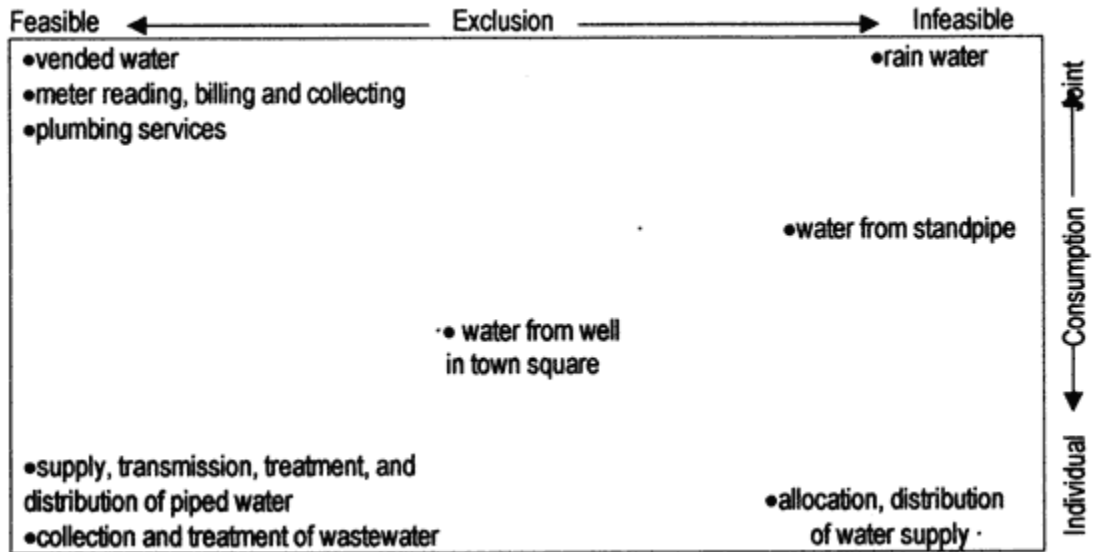 Feasible Exclusion Infeasible
•vended water •rain water
•meter reading, billing and collecting
•plumbing services
Joint
•water from standpipe
Consumption
• water from well
in town square
•supply, transmission, treatment, and
distribution of piped water
•allocation, distribution
of water supply
•collection and treatment of wastewater
Individual